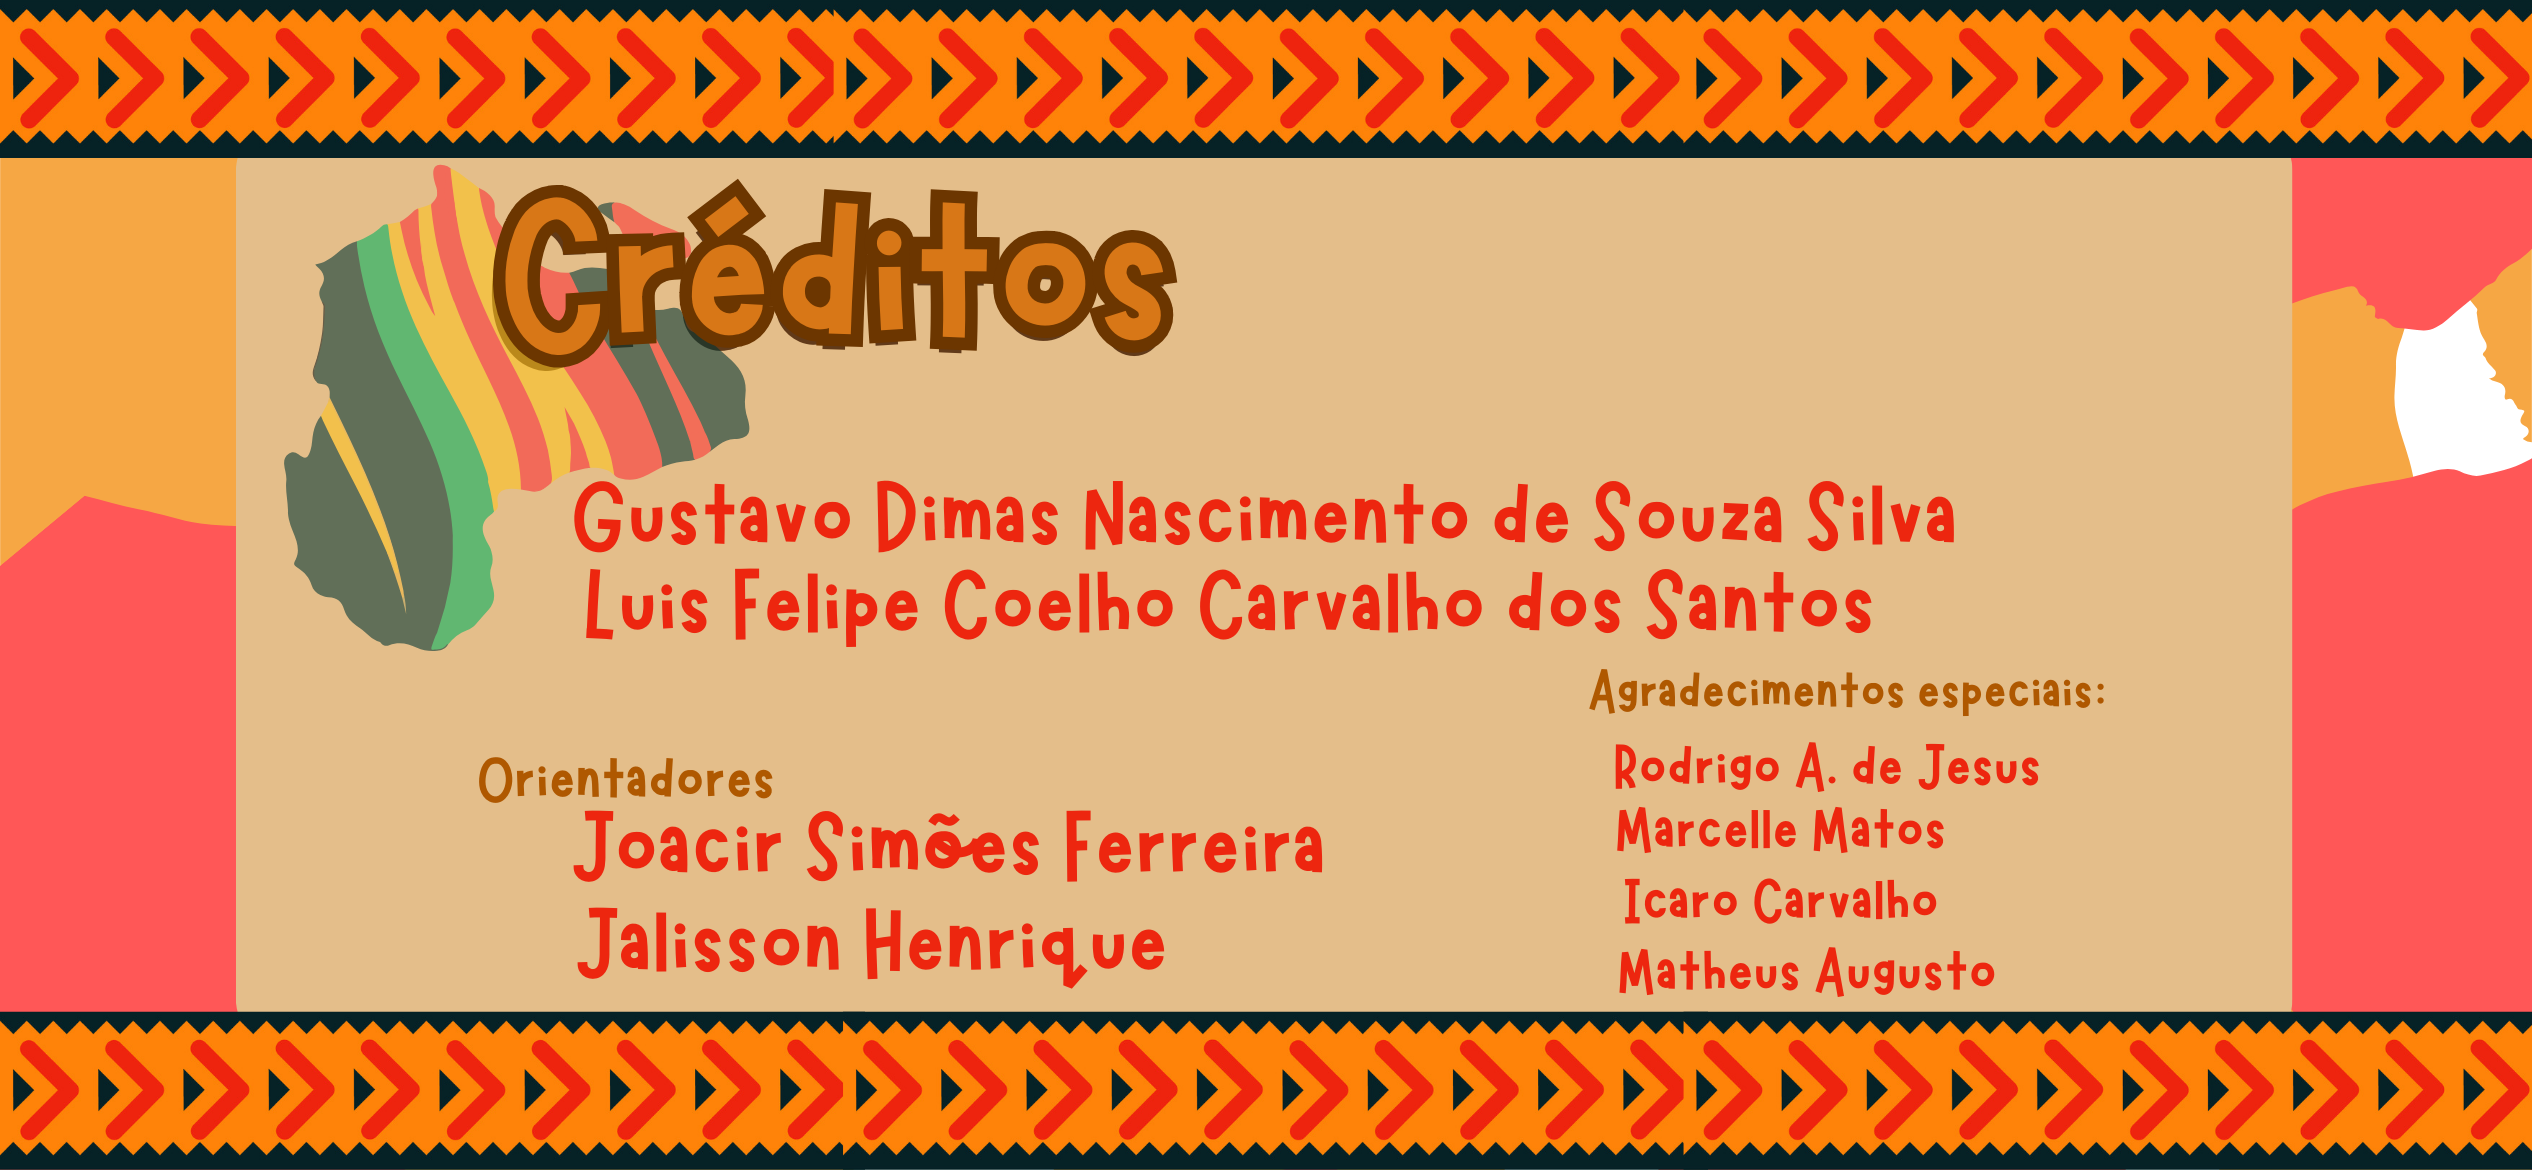 Créditos
Gustavo Dimas Nascimento de Souza Silva
Luis Felipe Coelho Carvalho dos Santos
Orientadores
Joacir Simões Ferreira
Jalisson Henrique
Agradecimentos especiais:
Rodrigo A. de Jesus
Marcelle Matos
Icaro Carvalho
Matheus Augusto